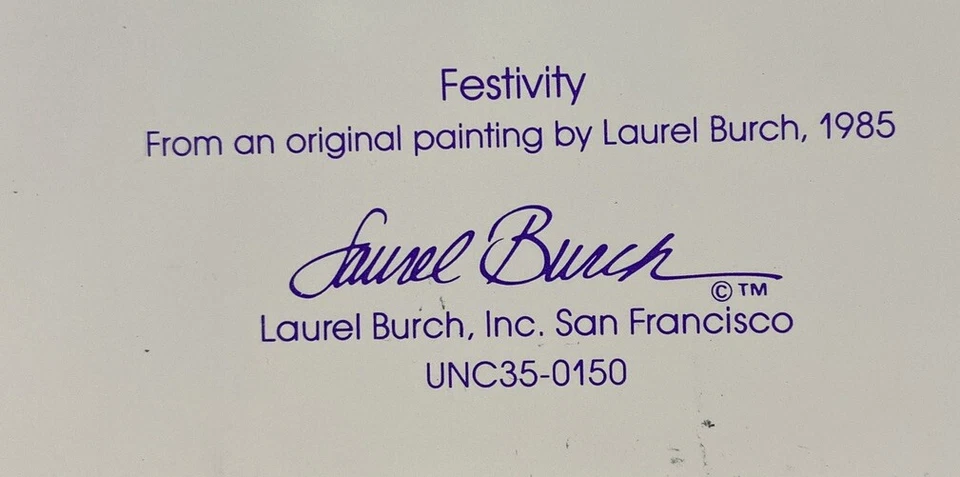 Festivity
From an original painting by Laurel Burch, 1985
Laurel Burch
© TM
Laurel Burch, Inc. San Francisco
UNC35-0150